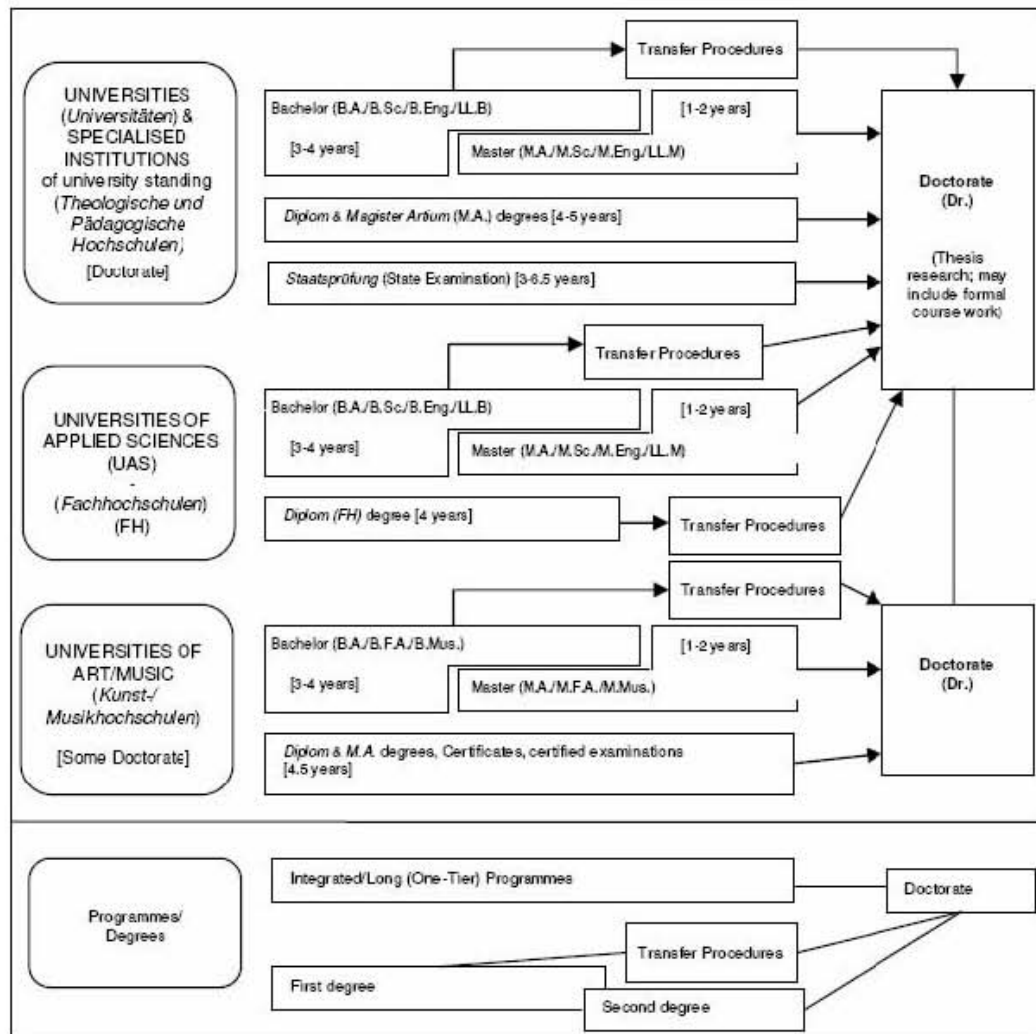 Transfer Procedures
UNIVERSITIES
(Universitäten) &
SPECIALISED
INSTITUTIONS
of university standing
(Theologische und
Pädagogische
Hochschulen)
[Doctorate]
Bachelor (B.A./B.Sc./B.Eng./LL.B)
[1-2 years]
[3-4 years]
Master (M.A./M.Sc./M.Eng./LL.M)
Diplom & Magister Artium (M.A.) degrees [4-5 years]
Staatsprüfung (State Examination) [3-6.5 years]
Doctorate
(Dr.)
(Thesis
research; may
include formal
course work)
Transfer Procedures
UNIVERSITIES OF
APPLIED SCIENCES
(UAS)
-
(Fachhochschulen)
(FH)
Bachelor (B.A./B.Sc./B.Eng./LL.B)
[1-2 years]
[3-4 years]
Master (M.A./M.Sc./M.Eng./LL.M)
Diplom (FH) degree [4 years]
Transfer Procedures
Transfer Procedures
UNIVERSITIES OF
ART/MUSIC
(Kunst-/
Musikhochschulen)
[Some Doctorate]
Bachelor (B.A./B.F.A./B.Mus.)
[1-2 years]
[3-4 years]
Master (M.A./M.F.A./M.Mus.)
Diplom & M.A. degrees, Certificates, certified examinations
[4.5 years]
Doctorate
(Dr.)
Programmes/
Degrees
Integrated/Long (One-Tier) Programmes
Doctorate
Transfer Procedures
First degree
Second degree